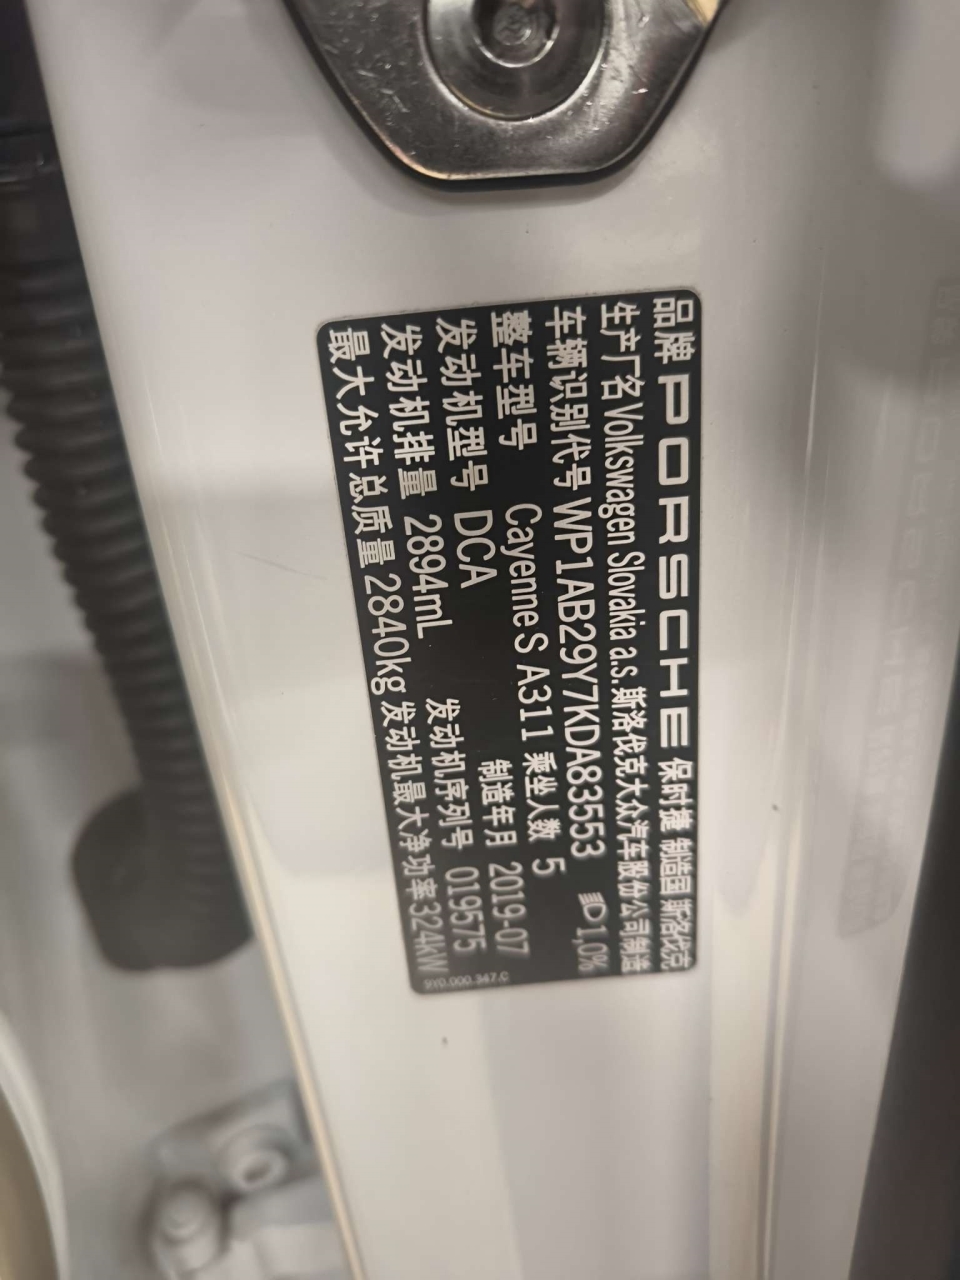 品牌 PORSCHE 保时捷 制造国 斯洛伐克
生产厂名 Volkswagen Slovakia a.s. 斯洛伐克大众汽车股份公司制造
车辆识别代号 WP1AB29Y7KDA83553 1,0%
整车型号 Cayenne S A311 乘坐人数 5
发动机型号 DCA 制造年月 2019-07
发动机排量 2894mL 发动机序列号 019575
最大允许总质量 2840kg 发动机最大净功率 324kW
9Y0.000.347.C